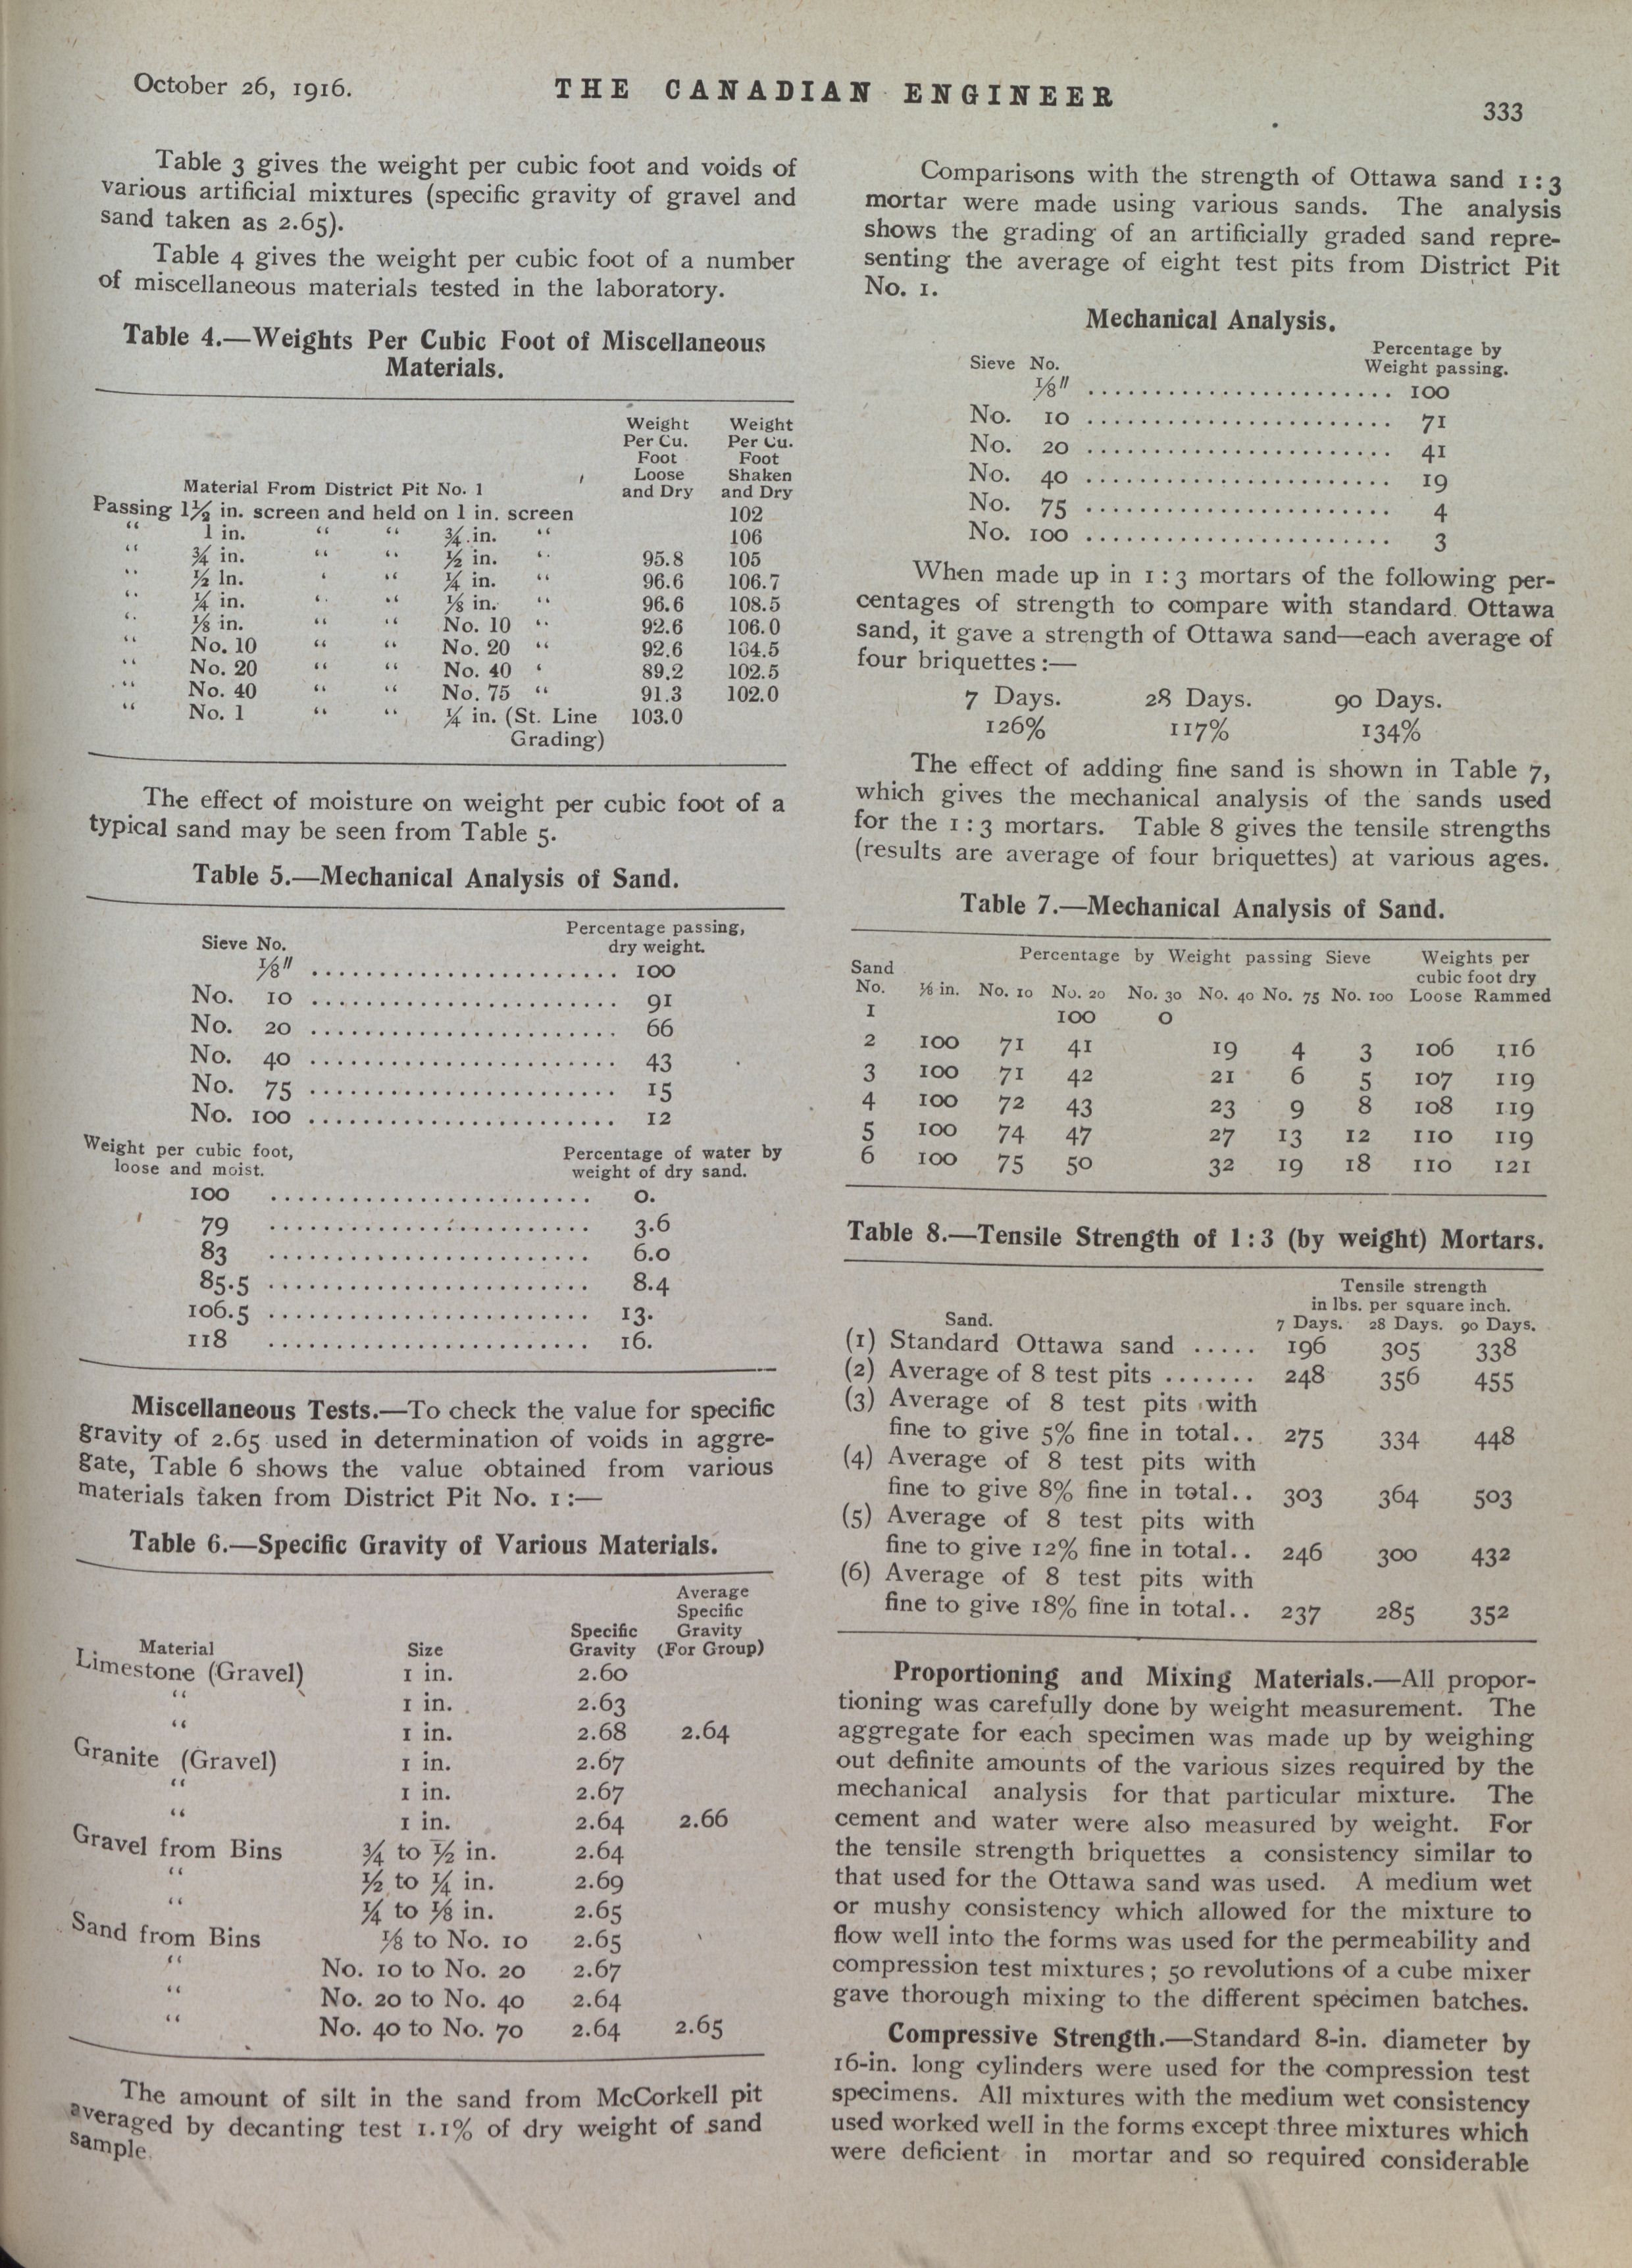 October 26, 1916.
THE CANADIAN ENGINEER
333
Table 3 gives the weight per cubic foot and voids of
various artificial mixtures (specific gravity of gravel and
sand taken as 2.65).
Table 4 gives the weight per cubic foot of a number
of miscellaneous materials tested in the laboratory.
Table 4.—Weights Per Cubic Foot of Miscellaneous
Materials.
Weight Weight
Per Cu. Per Cu.
Foot Foot
Loose Shaken
Material From District Pit No. 1 and Dry and Dry
Passing 1½ in. screen and held on 1 in. screen 102
" 1 in. " " ¾ in. " 106
" ¾ in. " " ½ in. " 95.8 105
" ½ in. " " ¼ in. " 96.6 106.7
" ¼ in. " " ⅛ in. " 96.6 108.5
" ⅛ in. " " No. 10 " 92.6 106.0
" No. 10 " " No. 20 " 92.6 104.5
" No. 20 " " No. 40 " 89.2 102.5
" No. 40 " " No. 75 " 91.3 102.0
" No. 1 " " ¼ in. (St. Line 103.0
Grading)
The effect of moisture on weight per cubic foot of a
typical sand may be seen from Table 5.
Table 5.—Mechanical Analysis of Sand.
Percentage passing,
Sieve No. dry weight.
⅛" ....................... 100
No. 10 ....................... 91
No. 20 ....................... 66
No. 40 ....................... 43
No. 75 ....................... 15
No. 100 ....................... 12
Weight per cubic foot, Percentage of water by
loose and moist. weight of dry sand.
100 ........................ 0.
79 ........................ 3.6
83 ........................ 6.0
85.5 ........................ 8.4
106.5 ........................ 13.
118 ........................ 16.
Miscellaneous Tests.—To check the value for specific
gravity of 2.65 used in determination of voids in aggre-
gate, Table 6 shows the value obtained from various
materials taken from District Pit No. 1:—
Table 6.—Specific Gravity of Various Materials.
Average
Specific
Specific Gravity
Material Size Gravity (For Group)
Limestone (Gravel) 1 in. 2.60
" 1 in. 2.63
" 1 in. 2.68 2.64
Granite (Gravel) 1 in. 2.67
" 1 in. 2.67
" 1 in. 2.64 2.66
Gravel from Bins ¾ to ½ in. 2.64
" ½ to ¼ in. 2.69
" ¼ to ⅛ in. 2.65
Sand from Bins ⅛ to No. 10 2.65
" No. 10 to No. 20 2.67
" No. 20 to No. 40 2.64
" No. 40 to No. 70 2.64 2.65
The amount of silt in the sand from McCorkell pit
averaged by decanting test 1.1% of dry weight of sand
sample.
Comparisons with the strength of Ottawa sand 1:3
mortar were made using various sands. The analysis
shows the grading of an artificially graded sand repre-
senting the average of eight test pits from District Pit
No. 1.
Mechanical Analysis.
Percentage by
Sieve No. Weight passing.
⅛" ....................... 100
No. 10 ....................... 71
No. 20 ....................... 41
No. 40 ....................... 19
No. 75 ....................... 4
No. 100 ....................... 3
When made up in 1:3 mortars of the following per-
centages of strength to compare with standard Ottawa
sand, it gave a strength of Ottawa sand—each average of
four briquettes:—
7 Days. 28 Days. 90 Days.
126% 117% 134%
The effect of adding fine sand is shown in Table 7,
which gives the mechanical analysis of the sands used
for the 1:3 mortars. Table 8 gives the tensile strengths
(results are average of four briquettes) at various ages.
Table 7.—Mechanical Analysis of Sand.
Percentage by Weight passing Sieve Weights per
Sand cubic foot dry
No. ⅛ in. No. 10 No. 20 No. 30 No. 40 No. 75 No. 100 Loose Rammed
1 100 0
2 100 71 41 19 4 3 106 116
3 100 71 42 21 6 5 107 119
4 100 72 43 23 9 8 108 119
5 100 74 47 27 13 12 110 119
6 100 75 50 32 19 18 110 121
Table 8.—Tensile Strength of 1:3 (by weight) Mortars.
Tensile strength
in lbs. per square inch.
Sand. 7 Days. 28 Days. 90 Days.
(1) Standard Ottawa sand ..... 196 305 338
(2) Average of 8 test pits ....... 248 356 455
(3) Average of 8 test pits with
fine to give 5% fine in total.. 275 334 448
(4) Average of 8 test pits with
fine to give 8% fine in total.. 303 364 503
(5) Average of 8 test pits with
fine to give 12% fine in total.. 246 300 432
(6) Average of 8 test pits with
fine to give 18% fine in total.. 237 285 352
Proportioning and Mixing Materials.—All propor-
tioning was carefully done by weight measurement. The
aggregate for each specimen was made up by weighing
out definite amounts of the various sizes required by the
mechanical analysis for that particular mixture. The
cement and water were also measured by weight. For
the tensile strength briquettes a consistency similar to
that used for the Ottawa sand was used. A medium wet
or mushy consistency which allowed for the mixture to
flow well into the forms was used for the permeability and
compression test mixtures; 50 revolutions of a cube mixer
gave thorough mixing to the different specimen batches.
Compressive Strength.—Standard 8-in. diameter by
16-in. long cylinders were used for the compression test
specimens. All mixtures with the medium wet consistency
used worked well in the forms except three mixtures which
were deficient in mortar and so required considerable